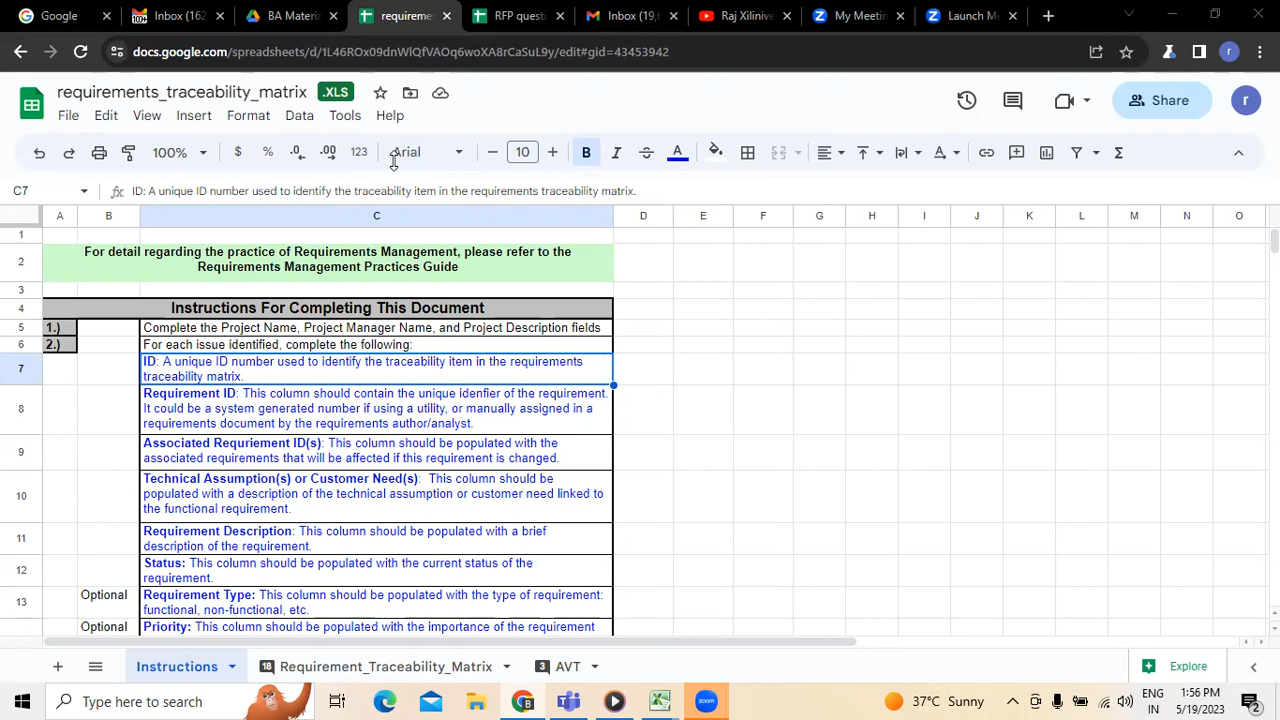 Google
Inbox (162
BA Materia
requireme
RFP quest
Inbox (19,6
Raj Xilinive
My Meeti
Launch Me
docs.google.com/spreadsheets/d/1L46ROx09dnWlQfVAOq6woXA8rCaSuL9y/edit#gid=43453942
requirements_traceability_matrix .XLS
File Edit View Insert Format Data Tools Help
Share
r
100% $ % .0 .00 123 Arial 10 B I A
C7
fx ID: A unique ID number used to identify the traceability item in the requirements traceability matrix.
A B C D E F G H I J K L M N O
1
2 For detail regarding the practice of Requirements Management, please refer to the
Requirements Management Practices Guide
3
4 Instructions For Completing This Document
5 1.) Complete the Project Name, Project Manager Name, and Project Description fields
6 2.) For each issue identified, complete the following:
7 ID: A unique ID number used to identify the traceability item in the requirements
traceability matrix.
8 Requirement ID: This column should contain the unique idenfier of the requirement.
It could be a system generated number if using a utility, or manually assigned in a
requirements document by the requirements author/analyst.
9 Associated Requriement ID(s): This column should be populated with the
associated requirements that will be affected if this requirement is changed.
10 Technical Assumption(s) or Customer Need(s): This column should be
populated with a description of the technical assumption or customer need linked to
the functional requirement.
11 Requirement Description: This column should be populated with a brief
description of the requirement.
12 Status: This column should be populated with the current status of the
requirement.
13 Optional Requirement Type: This column should be populated with the type of requirement:
functional, non-functional, etc.
Optional Priority: This column should be populated with the importance of the requirement
Instructions
18 Requirement_Traceability_Matrix
3 AVT
Explore
Type here to search
37°C Sunny
ENG
IN
1:56 PM
5/19/2023
2